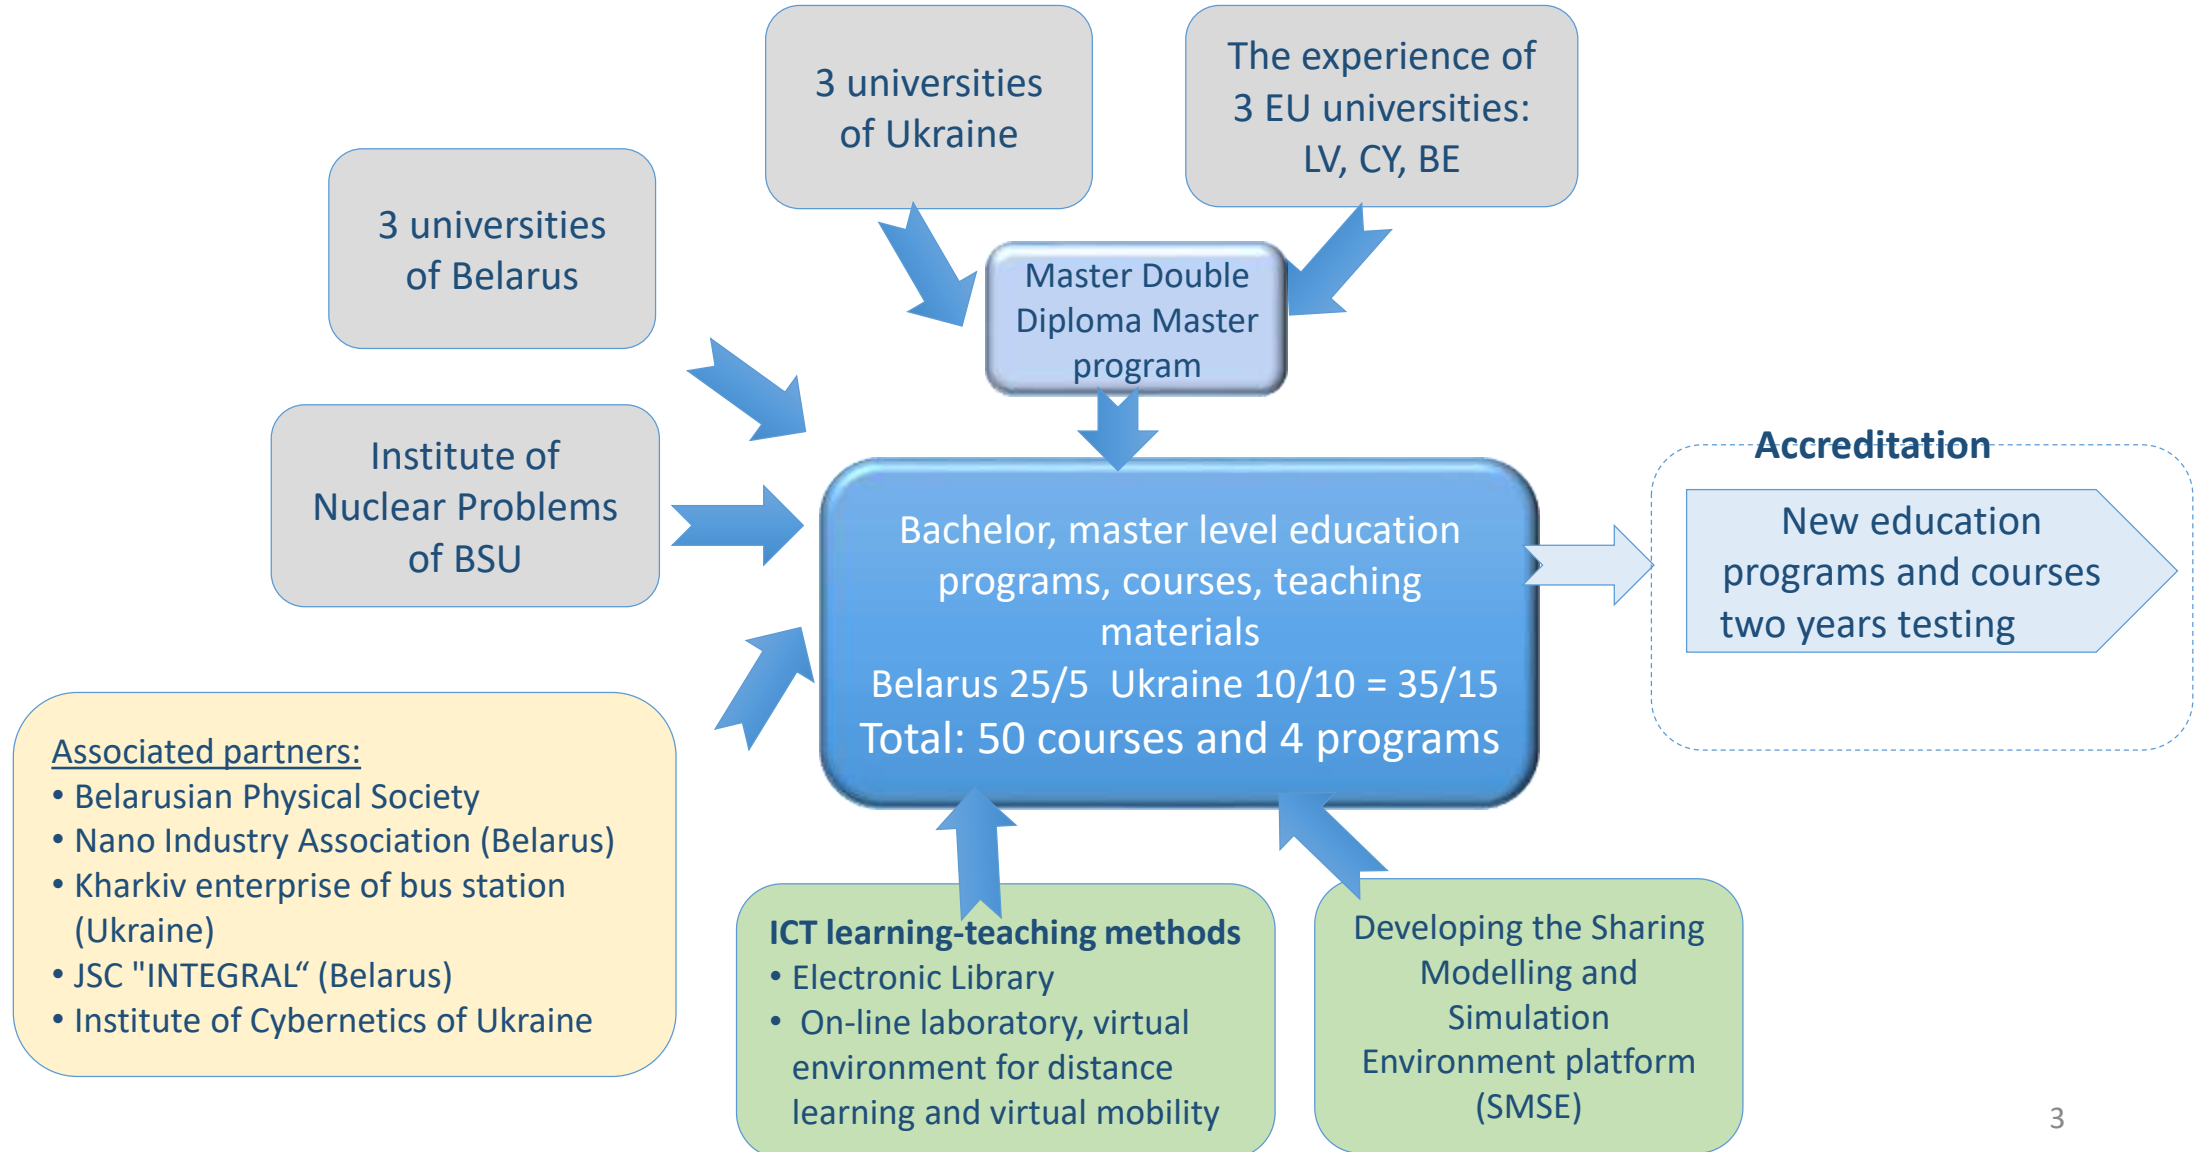 3 universities
of Ukraine
The experience of
3 EU universities:
LV, CY, BE
3 universities
of Belarus
Master Double
Diploma Master
program
Institute of
Nuclear Problems
of BSU
Bachelor, master level education
programs, courses, teaching
materials
Belarus 25/5 Ukraine 10/10 = 35/15
Total: 50 courses and 4 programs
Accreditation
New education
programs and courses
two years testing
Associated partners:
• Belarusian Physical Society
• Nano Industry Association (Belarus)
• Kharkiv enterprise of bus station
(Ukraine)
• JSC "INTEGRAL“ (Belarus)
• Institute of Cybernetics of Ukraine
ICT learning-teaching methods
• Electronic Library
• On-line laboratory, virtual
environment for distance
learning and virtual mobility
Developing the Sharing
Modelling and
Simulation
Environment platform
(SMSE)
3